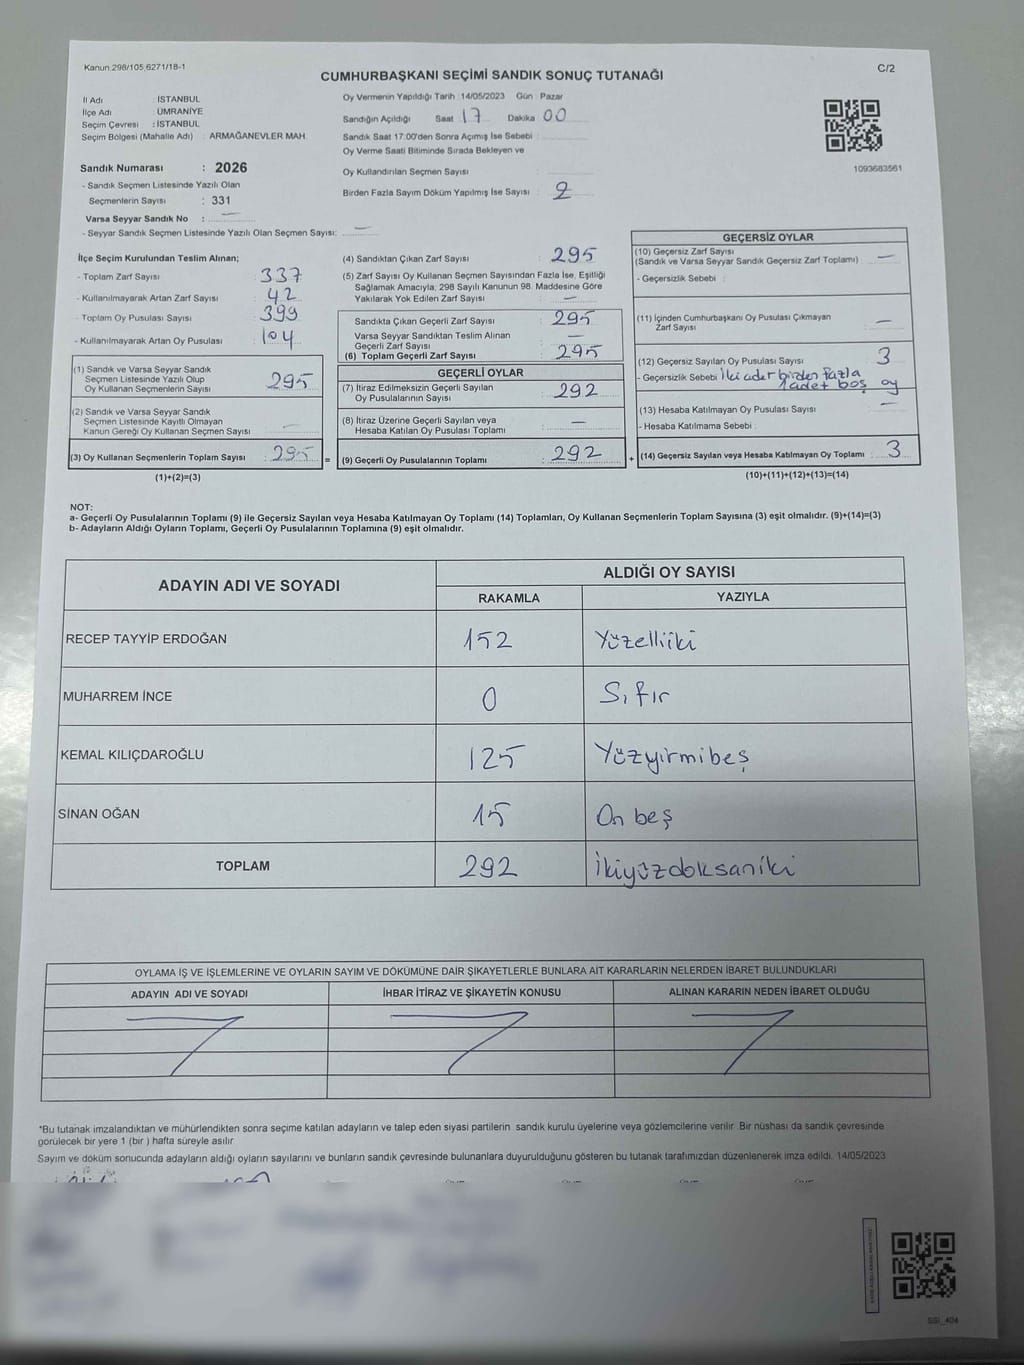 Kanun:298/105,6271/18-1
C/2
CUMHURBAŞKANI SEÇİMİ SANDIK SONUÇ TUTANAĞI
İl Adı : İSTANBUL
İlçe Adı : ÜMRANİYE
Seçim Çevresi : İSTANBUL
Seçim Bölgesi (Mahalle Adı) : ARMAĞANEVLER MAH.
Sandık Numarası : 2026
- Sandık Seçmen Listesinde Yazılı Olan
Seçmenlerin Sayısı : 331
Varsa Seyyar Sandık No : —
- Seyyar Sandık Seçmen Listesinde Yazılı Olan Seçmen Sayısı: —
Oy Vermenin Yapıldığı Tarih :14/05/2023 Gün : Pazar
Sandığın Açıldığı Saat : 17 Dakika : 00
Sandık Saat 17:00'den Sonra Açımış İse Sebebi :
Oy Verme Saati Bitiminde Sırada Bekleyen ve
Oy Kullandırılan Seçmen Sayısı :
Birden Fazla Sayım Döküm Yapılmış İse Sayısı : 2
1093683561
İlçe Seçim Kurulundan Teslim Alınan;
- Toplam Zarf Sayısı : 337
- Kullanılmayarak Artan Zarf Sayısı : 42
- Toplam Oy Pusulası Sayısı : 399
- Kullanılmayarak Artan Oy Pusulası : 104
(1) Sandık ve Varsa Seyyar Sandık
Seçmen Listesinde Yazılı Olup
Oy Kullanan Seçmenlerin Sayısı : 295
(2) Sandık ve Varsa Seyyar Sandık
Seçmen Listesinde Kayıtlı Olmayan
Kanun Gereği Oy Kullanan Seçmen Sayısı : —
(3) Oy Kullanan Seçmenlerin Toplam Sayısı : 295
(1)+(2)=(3)
(4) Sandıktan Çıkan Zarf Sayısı : 295
(5) Zarf Sayısı Oy Kullanan Seçmen Sayısından Fazla İse, Eşitliği
Sağlamak Amacıyla, 298 Sayılı Kanunun 98. Maddesine Göre
Yakılarak Yok Edilen Zarf Sayısı : —
Sandıkta Çıkan Geçerli Zarf Sayısı : 295
Varsa Seyyar Sandıktan Teslim Alınan
Geçerli Zarf Sayısı : —
(6) Toplam Geçerli Zarf Sayısı : 295
GEÇERLİ OYLAR
(7) İtiraz Edilmeksizin Geçerli Sayılan
Oy Pusulalarının Sayısı : 292
(8) İtiraz Üzerine Geçerli Sayılan veya
Hesaba Katılan Oy Pusulası Toplamı : —
= (9) Geçerli Oy Pusulalarının Toplamı : 292
GEÇERSİZ OYLAR
(10) Geçersiz Zarf Sayısı
(Sandık ve Varsa Seyyar Sandık Geçersiz Zarf Toplamı) : —
- Geçersizlik Sebebi :
(11) İçinden Cumhurbaşkanı Oy Pusulası Çıkmayan
Zarf Sayısı : —
(12) Geçersiz Sayılan Oy Pusulası Sayısı : 3
- Geçersizlik Sebebi : İki adet birden fazla
1 adet boş oy
(13) Hesaba Katılmayan Oy Pusulası Sayısı : —
- Hesaba Katılmama Sebebi :
+ (14) Geçersiz Sayılan veya Hesaba Katılmayan Oy Toplamı : 3
(10)+(11)+(12)+(13)=(14)
NOT:
a- Geçerli Oy Pusulalarının Toplamı (9) ile Geçersiz Sayılan veya Hesaba Katılmayan Oy Toplamı (14) Toplamları, Oy Kullanan Seçmenlerin Toplam Sayısına (3) eşit olmalıdır. (9)+(14)=(3)
b- Adayların Aldığı Oyların Toplamı, Geçerli Oy Pusulalarının Toplamına (9) eşit olmalıdır.
ADAYIN ADI VE SOYADI
ALDIĞI OY SAYISI
RAKAMLA YAZIYLA
RECEP TAYYİP ERDOĞAN 152 Yüzelliiki
MUHARREM İNCE 0 Sıfır
KEMAL KILIÇDAROĞLU 125 Yüzyirmibeş
SİNAN OĞAN 15 On beş
TOPLAM 292 İkiyüzdoksaniki
OYLAMA İŞ VE İŞLEMLERİNE VE OYLARIN SAYIM VE DÖKÜMÜNE DAİR ŞİKAYETLERLE BUNLARA AİT KARARLARIN NELERDEN İBARET BULUNDUKLARI
ADAYIN ADI VE SOYADI İHBAR İTİRAZ VE ŞİKAYETİN KONUSU ALINAN KARARIN NEDEN İBARET OLDUĞU
*Bu tutanak imzalandıktan ve mühürlendikten sonra seçime katılan adayların ve talep eden siyasi partilerin sandık kurulu üyelerine veya gözlemcilerine verilir. Bir nüshası da sandık çevresinde
görülecek bir yere 1 (bir ) hafta süreyle asılır
Sayım ve döküm sonucunda adayların aldığı oyların sayılarını ve bunların sandık çevresinde bulunanlara duyurulduğunu gösteren bu tutanak tarafımızdan düzenlenerek imza edildi. 14/05/2023
SSI_404